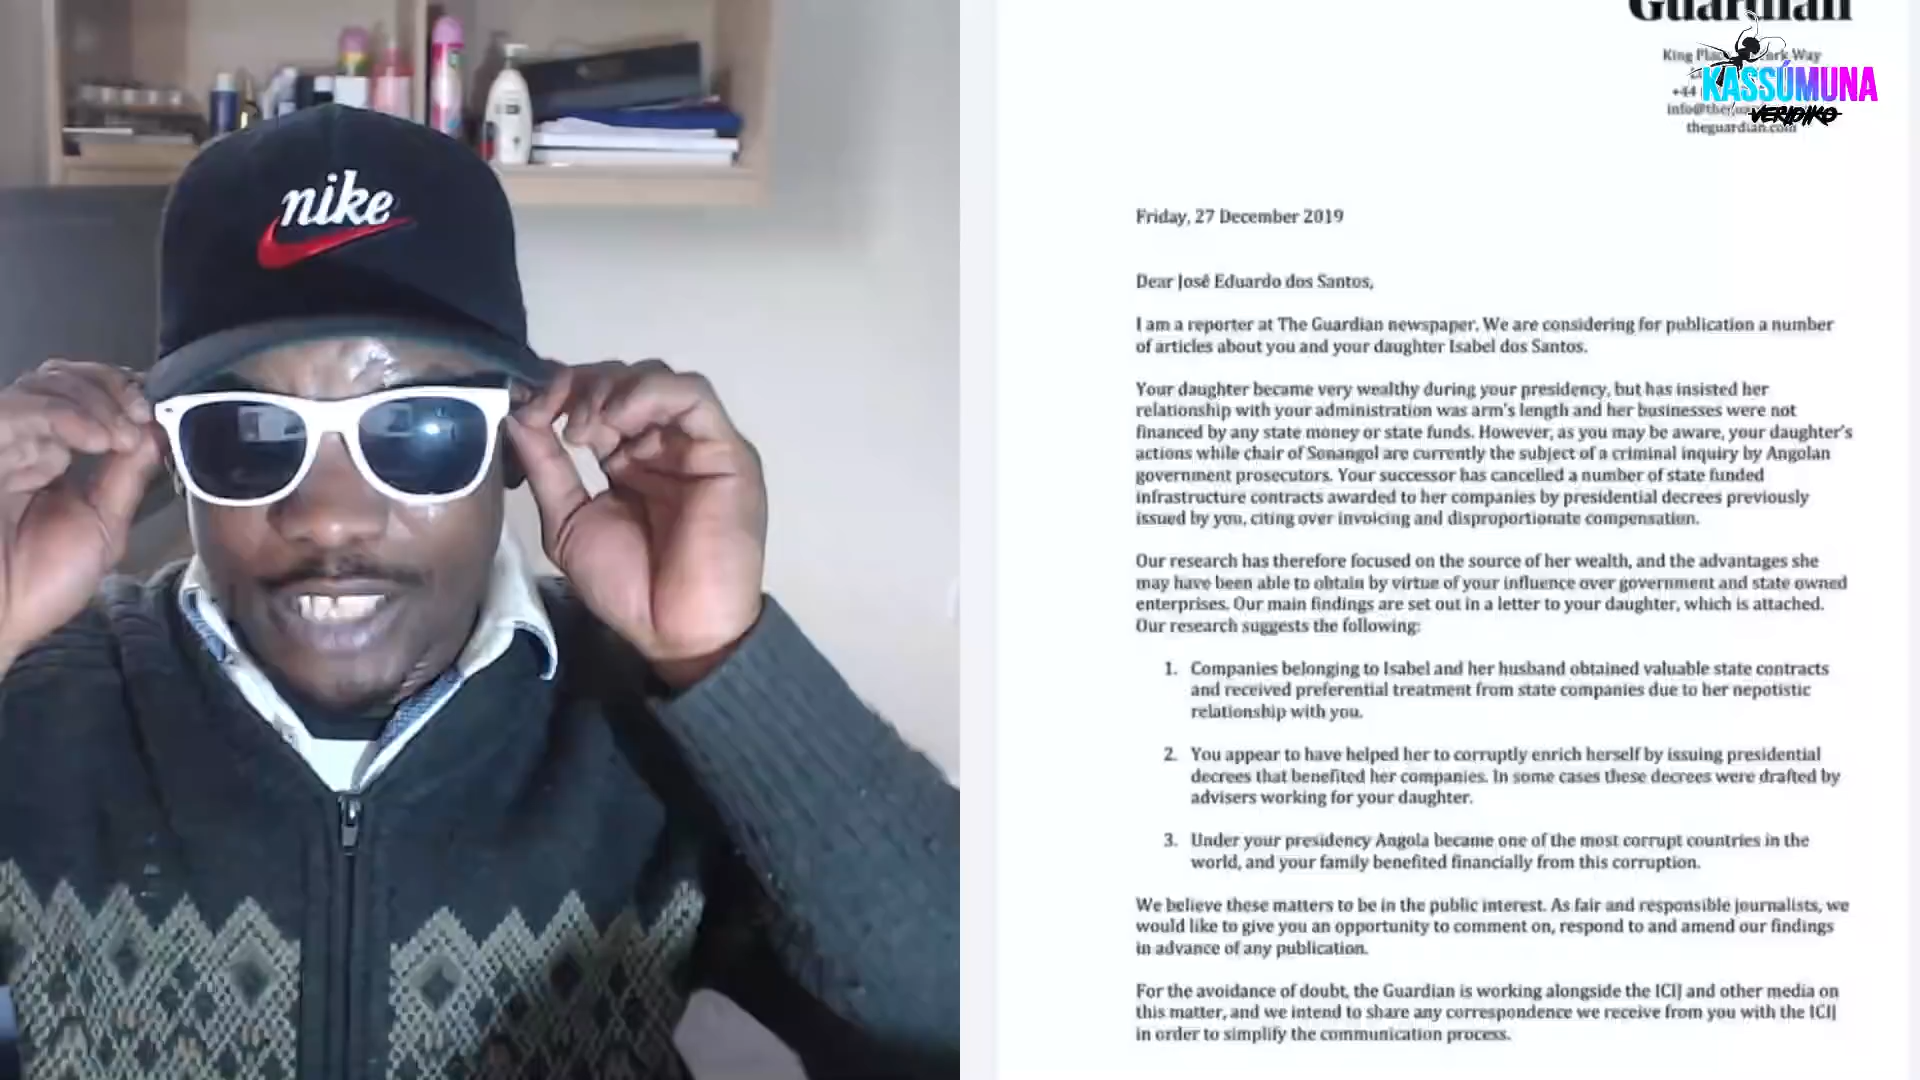 nike
Guardian
King Place
Way
KASSÚMUNA
+44
VERIDIKO
theguardian.com
Friday, 27 December 2019
Dear José Eduardo dos Santos,
I am a reporter at The Guardian newspaper. We are considering for publication a number
of articles about you and your daughter Isabel dos Santos.
Your daughter became very wealthy during your presidency, but has insisted her
relationship with your administration was arm's length and her businesses were not
financed by any state money or state funds. However, as you may be aware, your daughter's
actions while chair of Sonangol are currently the subject of a criminal inquiry by Angolan
government prosecutors. Your successor has cancelled a number of state funded
infrastructure contracts awarded to her companies by presidential decrees previously
issued by you, citing over invoicing and disproportionate compensation.
Our research has therefore focused on the source of her wealth, and the advantages she
may have been able to obtain by virtue of your influence over government and state owned
enterprises. Our main findings are set out in a letter to your daughter, which is attached.
Our research suggests the following:
1. Companies belonging to Isabel and her husband obtained valuable state contracts
and received preferential treatment from state companies due to her nepotistic
relationship with you.
2. You appear to have helped her to corruptly enrich herself by issuing presidential
decrees that benefited her companies. In some cases these decrees were drafted by
advisers working for your daughter.
3. Under your presidency Angola became one of the most corrupt countries in the
world, and your family benefited financially from this corruption.
We believe these matters to be in the public interest. As fair and responsible journalists, we
would like to give you an opportunity to comment on, respond to and amend our findings
in advance of any publication.
For the avoidance of doubt, the Guardian is working alongside the ICIJ and other media on
this matter, and we intend to share any correspondence we receive from you with the ICIJ
in order to simplify the communication process.